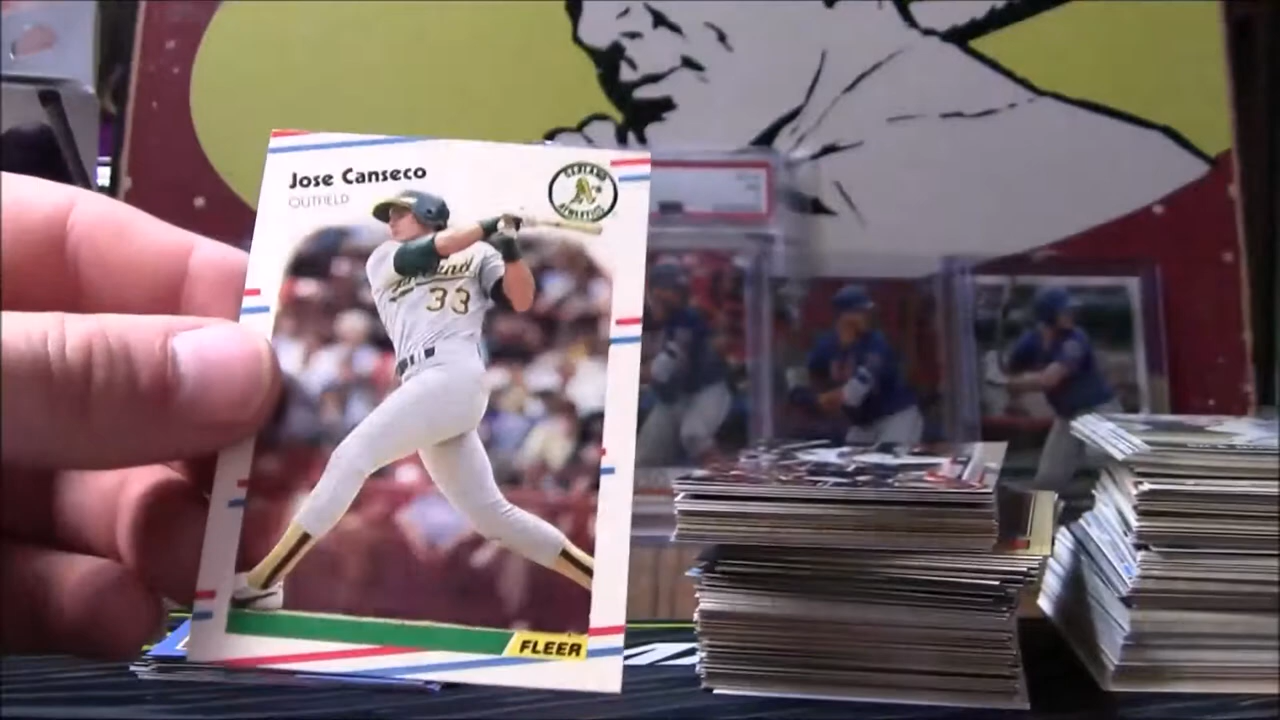 Jose Canseco
OUTFIELD
OAKLAND
ATHLETICS
33
FLEER